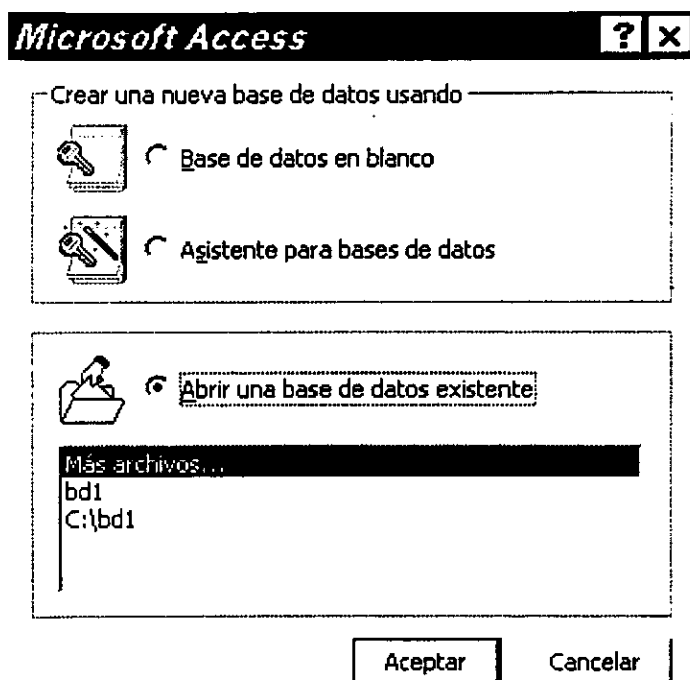 Microsoft Access
Crear una nueva base de datos usando
Base de datos en blanco
Asistente para bases de datos
Abrir una base de datos existente
Más archivos...
bd1
C:\bd1
Aceptar Cancelar